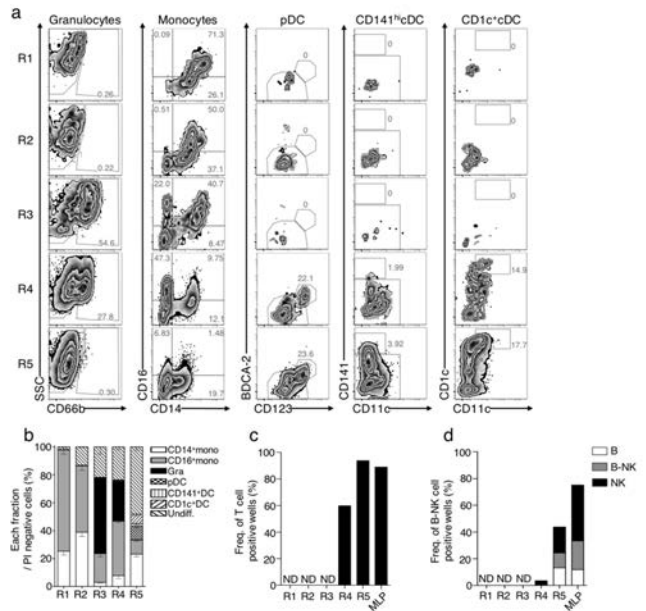 a
Granulocytes Monocytes pDC CD141hicDC CD1c+cDC
R1
0.26
0.09 71.3
26.1
0
0
0
R2
0.22
0.51 50.0
37.1
0
0
0
R3
54.6
22.0 40.7
8.47
0
0
0
R4
27.8
47.3 9.75
12.1
22.1
1.99
14.9
R5
0.30
6.83 1.48
19.7
23.6
3.92
17.7
SSC
CD66b
CD16
CD14
BDCA-2
CD123
CD141
CD11c
CD1c
CD11c
b
Each fraction
/ PI negative cells (%)
100
80
60
40
20
0
R1 R2 R3 R4 R5
CD14+mono
CD16+mono
Gra
pDC
CD141+DC
CD1c+DC
Undiff.
c
Freq. of T cell
positive wells (%)
100
80
60
40
20
0
ND ND ND
R1 R2 R3 R4 R5 MLP
d
Freq. of B-NK cell
positive wells (%)
100
80
60
40
20
0
ND ND ND
R1 R2 R3 R4 R5 MLP
B
B-NK
NK